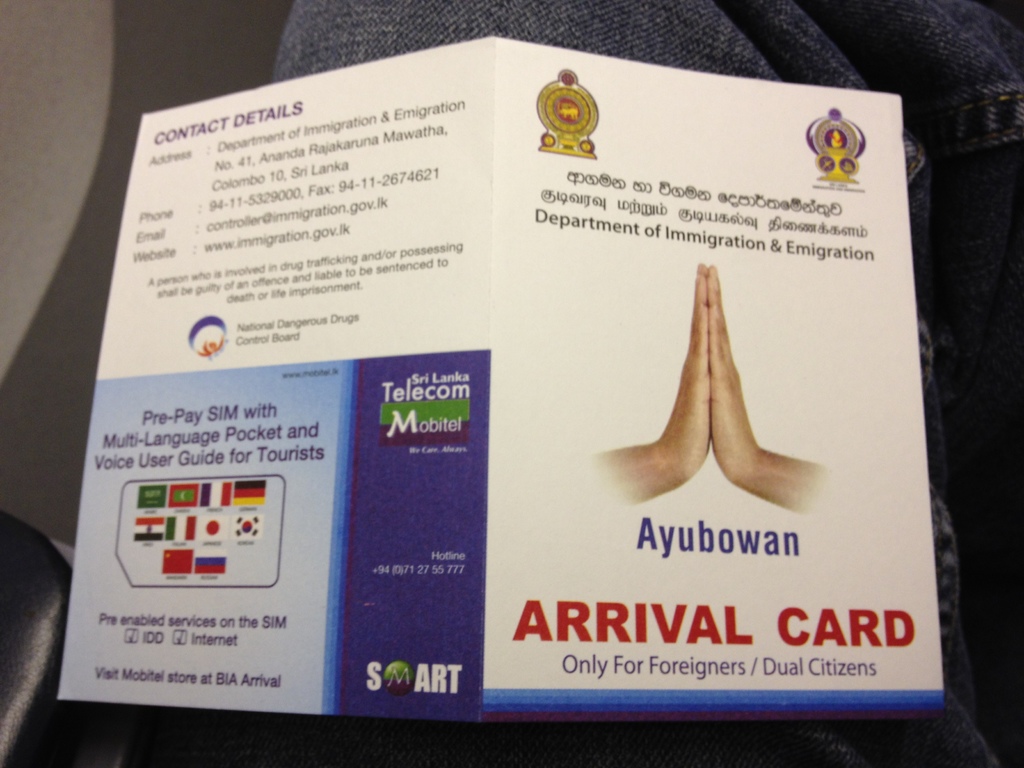 CONTACT DETAILS
Address : Department of Immigration & Emigration
No. 41, Ananda Rajakaruna Mawatha,
Colombo 10, Sri Lanka
Phone : 94-11-5329000, Fax: 94-11-2674621
Email : controller@immigration.gov.lk
Website : www.immigration.gov.lk
A person who is involved in drug trafficking and/or possessing
shall be guilty of an offence and liable to be sentenced to
death or life imprisonment.
National Dangerous Drugs
Control Board
www.mobitel.lk
Pre-Pay SIM with
Multi-Language Pocket and
Voice User Guide for Tourists
Pre enabled services on the SIM
☑ IDD ☑ Internet
Visit Mobitel store at BIA Arrival
Sri Lanka
Telecom
Mobitel
We Care. Always.
Hotline
+94 (0)71 27 55 777
SMART
ආගමන හා විගමන දෙපාර්තමේන්තුව
குடிவரவு மற்றும் குடியகல்வு திணைக்களம்
Department of Immigration & Emigration
Ayubowan
ARRIVAL CARD
Only For Foreigners / Dual Citizens